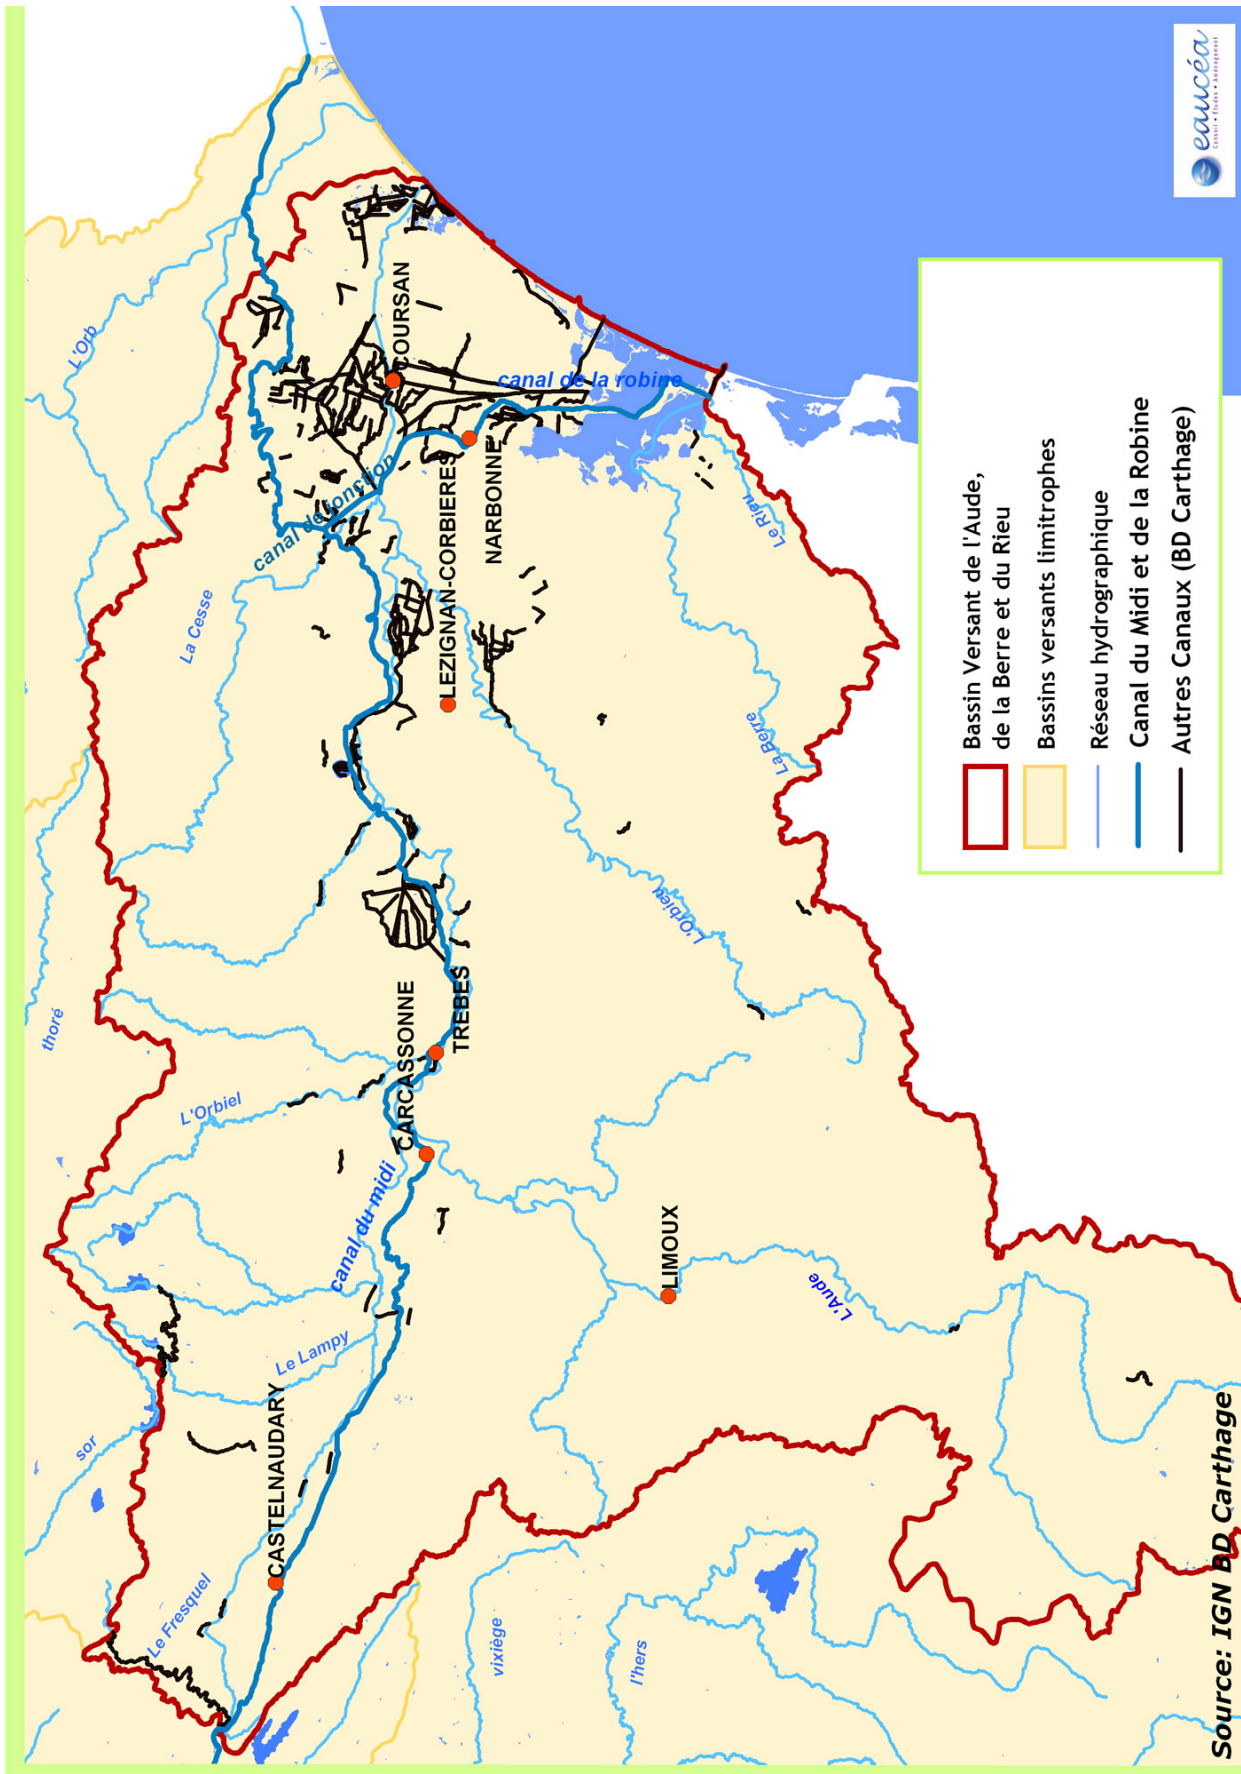 L'Orb
thoré
La Cesse
L'Orbiel
sor
canal de jonction
COURSAN
canal de la robine
LEZIGNAN-CORBIERES
NARBONNE
CARCASSONNE
TREBES
canal du midi
Le Lampy
CASTELNAUDARY
Le Fresquel
Le Rieu
La Berre
L'Orbieu
LIMOUX
L'Aude
vixiège
l'hers
eaucéa
Conseil • Études • Aménagement
Bassin Versant de l'Aude,
de la Berre et du Rieu
Bassins versants limitrophes
Réseau hydrographique
Canal du Midi et de la Robine
Autres Canaux (BD Carthage)
Source: IGN BD Carthage